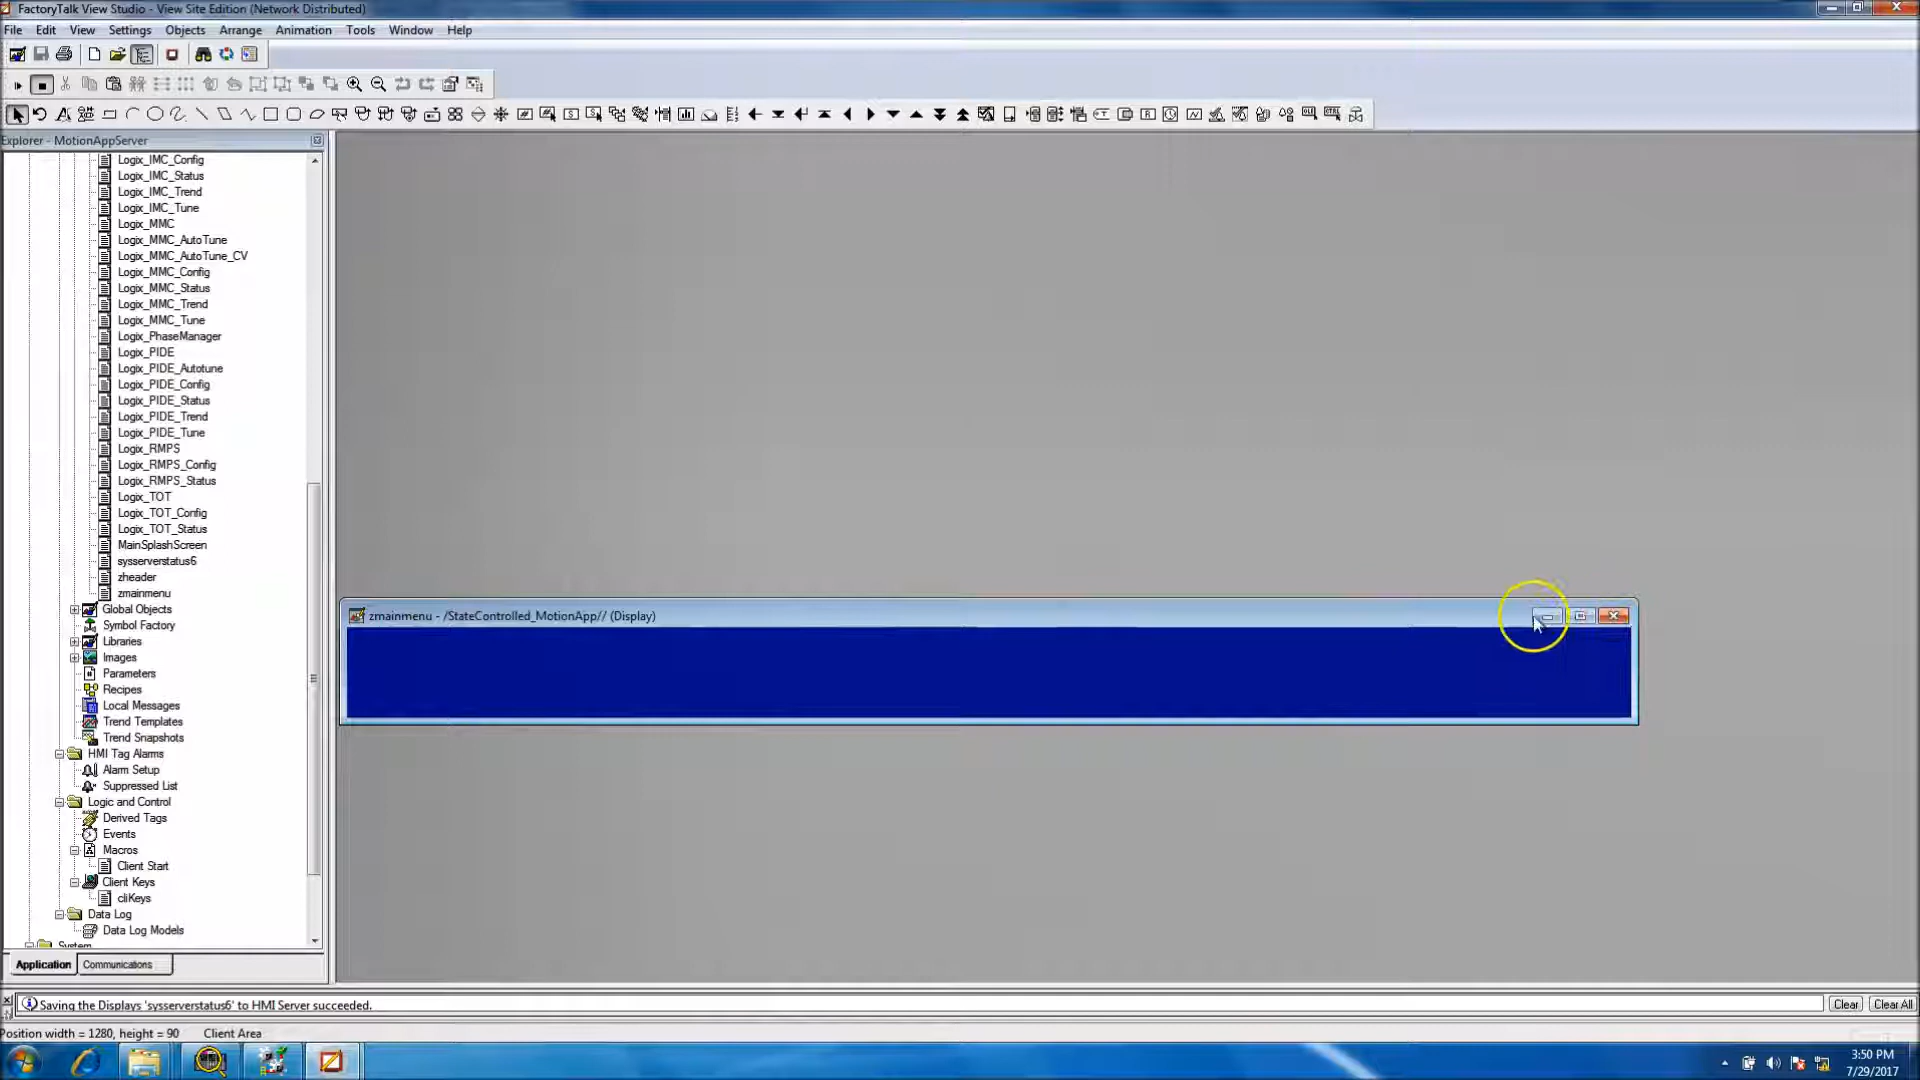 FactoryTalk View Studio - View Site Edition (Network Distributed)
File Edit View Settings Objects Arrange Animation Tools Window Help
Explorer - MotionAppServer
Logix_IMC_Config
Logix_IMC_Status
Logix_IMC_Trend
Logix_IMC_Tune
Logix_MMC
Logix_MMC_AutoTune
Logix_MMC_AutoTune_CV
Logix_MMC_Config
Logix_MMC_Status
Logix_MMC_Trend
Logix_MMC_Tune
Logix_PhaseManager
Logix_PIDE
Logix_PIDE_Autotune
Logix_PIDE_Config
Logix_PIDE_Status
Logix_PIDE_Trend
Logix_PIDE_Tune
Logix_RMPS
Logix_RMPS_Config
Logix_RMPS_Status
Logix_TOT
Logix_TOT_Config
Logix_TOT_Status
MainSplashScreen
sysserverstatus6
zheader
zmainmenu
Global Objects
Symbol Factory
Libraries
Images
Parameters
Recipes
Local Messages
Trend Templates
Trend Snapshots
HMI Tag Alarms
Alarm Setup
Suppressed List
Logic and Control
Derived Tags
Events
Macros
Client Start
Client Keys
cliKeys
Data Log
Data Log Models
System
zmainmenu - /StateControlled_MotionApp// (Display)
Application Communications
Saving the Displays 'sysserverstatus6' to HMI Server succeeded.
Clear Clear All
Position width = 1280, height = 90 Client Area
3:50 PM
7/29/2017